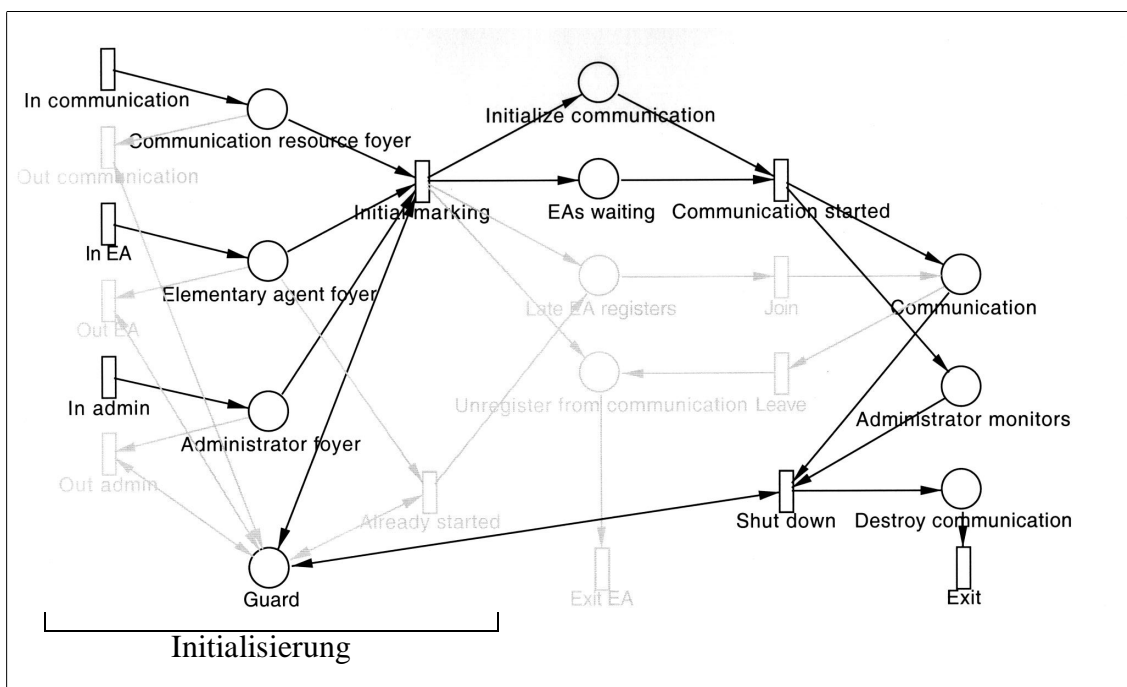 In communication
Communication resource foyer
Out communication
In EA
Elementary agent foyer
Out EA
In admin
Administrator foyer
Out admin
Guard
Initial marking
Already started
Initialize communication
EAs waiting
Communication started
Late EA registers
Join
Communication
Unregister from communication
Leave
Administrator monitors
Shut down
Destroy communication
Exit EA
Exit
Initialisierung